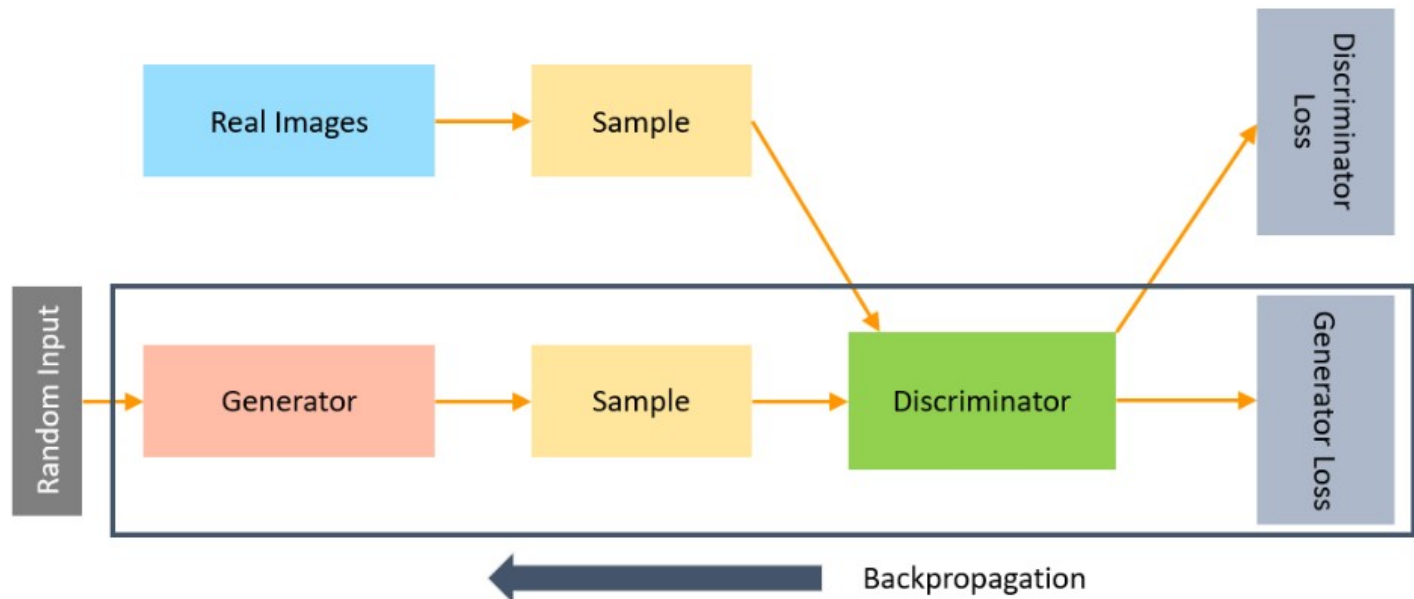 Real Images
Sample
Discriminator
Loss
Random Input
Generator
Sample
Discriminator
Generator Loss
Backpropagation